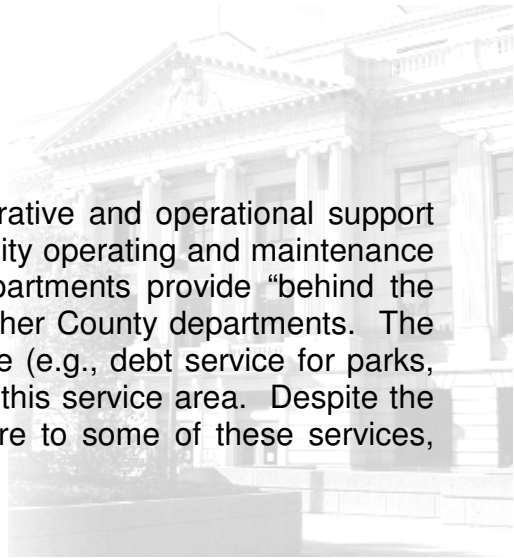 rative and operational support
ity operating and maintenance
partments provide “behind the
her County departments. The
e (e.g., debt service for parks,
this service area. Despite the
re to some of these services,